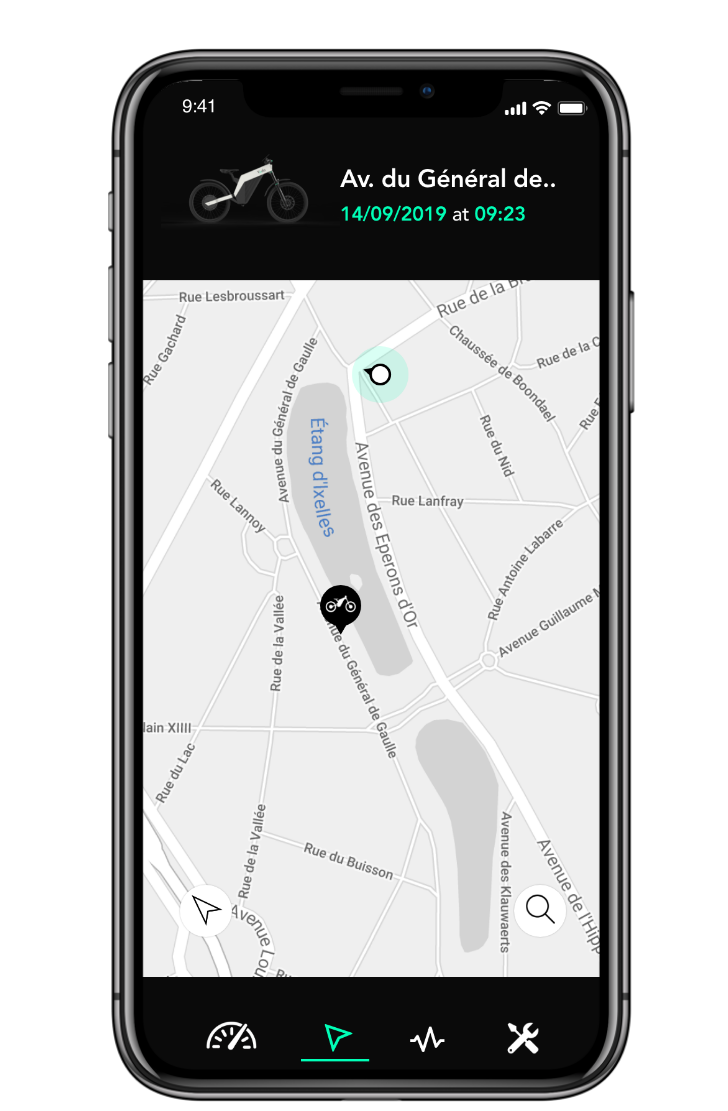 9:41
Av. du Général de..
14/09/2019 at 09:23
Rue Lesbroussart
Rue de la Br
Rue Gachard
Avenue du Général de Gaulle
Chaussée de Boondael
Rue de la C
Étang d'Ixelles
Rue du Nid
Avenue des Eperons d'Or
Rue Lannoy
Rue Lanfray
Rue Antoine Labarre
Avenue Guillaume
Rue de la Vallée
nue du Général de Gaulle
lain XIIII
Rue du Lac
Rue de la Vallée
Rue du Buisson
Avenue des Klauwaerts
Avenue de l'Hipp
Avenue Lou